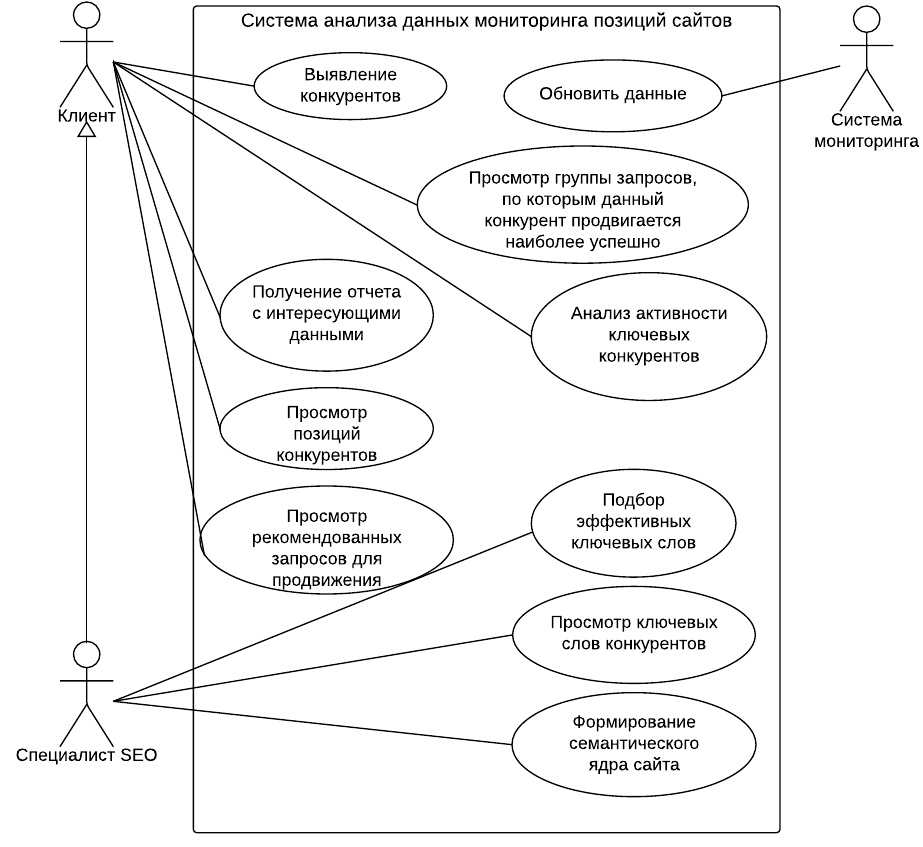 Система анализа данных мониторинга позиций сайтов
Клиент
Выявление
конкурентов
Обновить данные
Система
мониторинга
Просмотр группы запросов,
по которым данный
конкурент продвигается
наиболее успешно
Получение отчета
с интересующими
данными
Анализ активности
ключевых
конкурентов
Просмотр
позиций
конкурентов
Просмотр
рекомендованных
запросов для
продвижения
Подбор
эффективных
ключевых слов
Просмотр ключевых
слов конкурентов
Формирование
семантического
ядра сайта
Специалист SEO